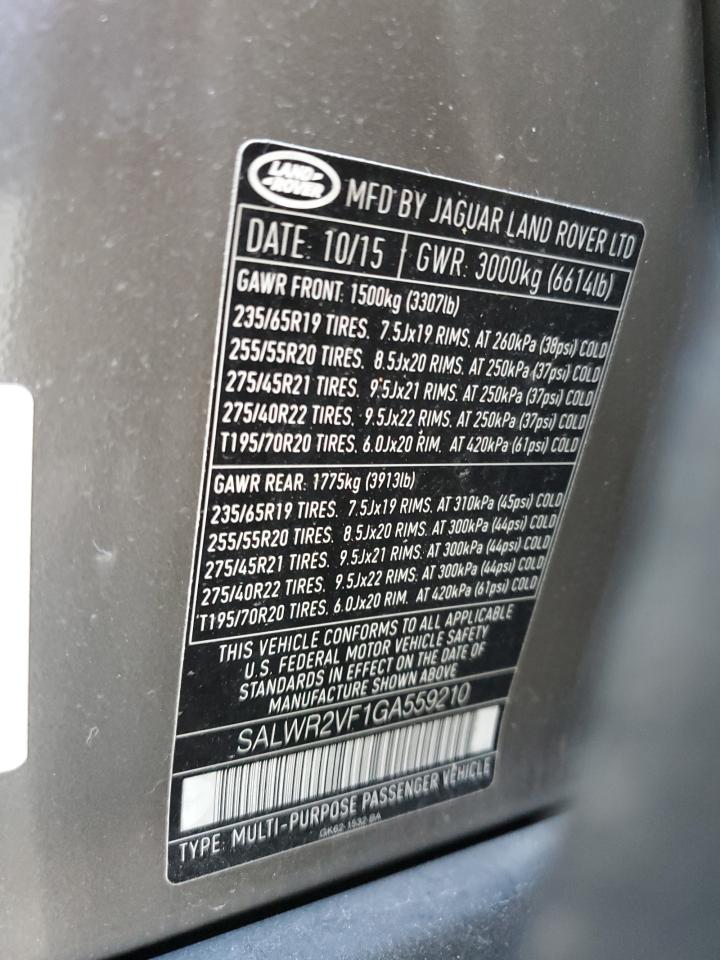 LAND ROVER
MFD BY JAGUAR LAND ROVER LTD
DATE: 10/15 GWR: 3000kg (6614lb)
GAWR FRONT: 1500kg (3307lb)
235/65R19 TIRES, 7.5Jx19 RIMS, AT 260kPa (38psi) COLD
255/55R20 TIRES, 8.5Jx20 RIMS, AT 250kPa (37psi) COLD
275/45R21 TIRES, 9.5Jx21 RIMS, AT 250kPa (37psi) COLD
275/40R22 TIRES, 9.5Jx22 RIMS, AT 250kPa (37psi) COLD
T195/70R20 TIRES, 6.0Jx20 RIM, AT 420kPa (61psi) COLD
GAWR REAR: 1775kg (3913lb)
235/65R19 TIRES, 7.5Jx19 RIMS, AT 310kPa (45psi) COLD
255/55R20 TIRES, 8.5Jx20 RIMS, AT 300kPa (44psi) COLD
275/45R21 TIRES, 9.5Jx21 RIMS, AT 300kPa (44psi) COLD
275/40R22 TIRES, 9.5Jx22 RIMS, AT 300kPa (44psi) COLD
T195/70R20 TIRES, 6.0Jx20 RIM, AT 420kPa (61psi) COLD
THIS VEHICLE CONFORMS TO ALL APPLICABLE
U.S. FEDERAL MOTOR VEHICLE SAFETY
STANDARDS IN EFFECT ON THE DATE OF
MANUFACTURE SHOWN ABOVE
SALWR2VF1GA559210
TYPE: MULTI-PURPOSE PASSENGER VEHICLE
GK62-1532-BA